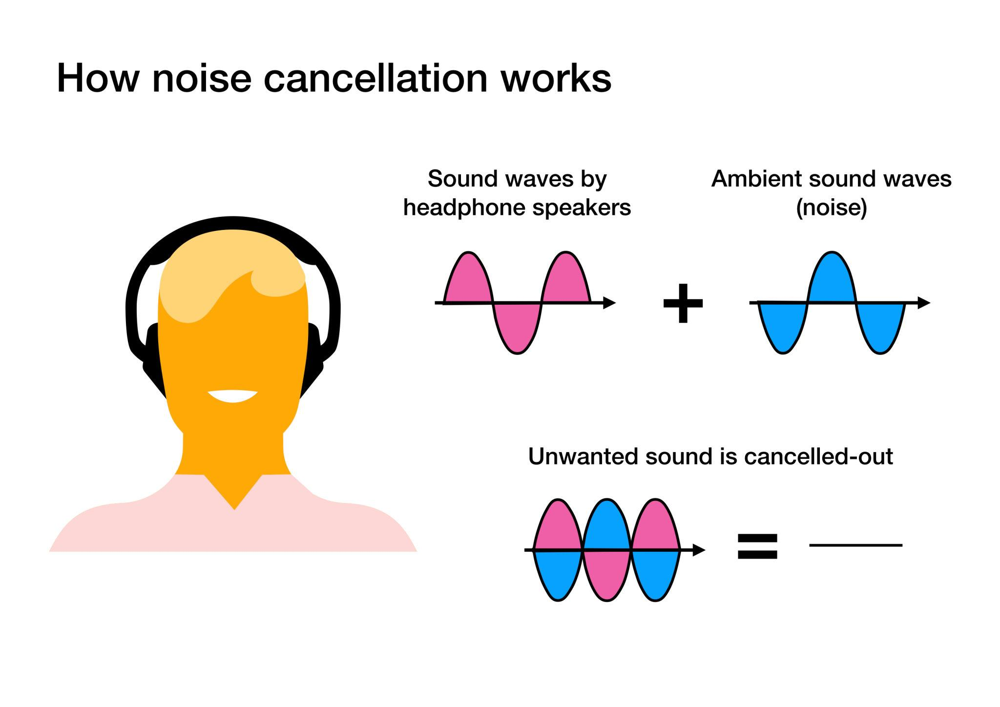 How noise cancellation works
Sound waves by
headphone speakers
Ambient sound waves
(noise)
+
Unwanted sound is cancelled-out
=